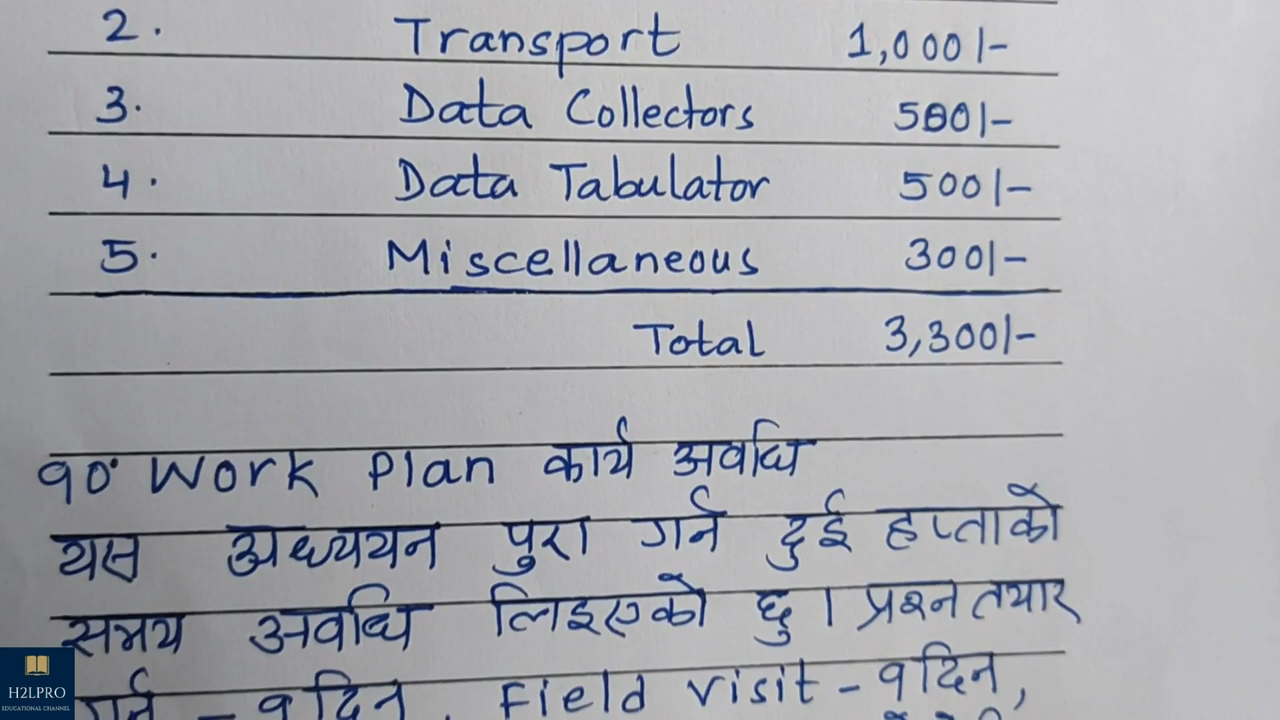 2. Transport 1,000/-
3. Data Collectors 500/-
4. Data Tabulator 500/-
5. Miscellaneous 300/-
Total 3,300/-
१०॰ Work Plan कार्य अवधि
यस अध्ययन पुरा गर्न दुई हप्ताको
समय अवधि लिइएको छु । प्रश्न तयार
गर्न - १ दिन, Field visit - १ दिन,
H2LPRO
EDUCATIONAL CHANNEL